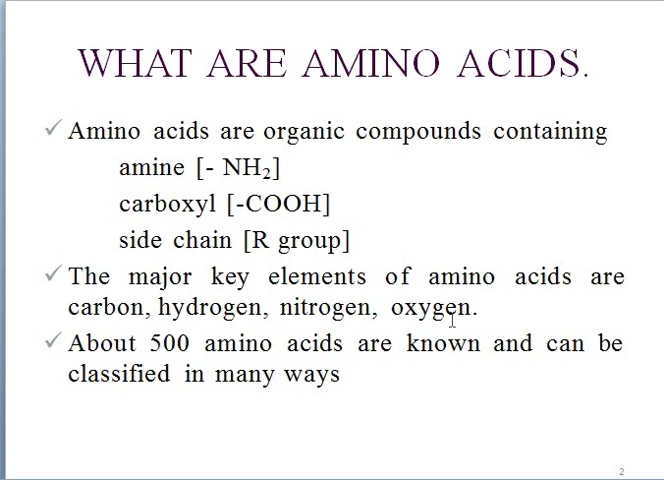 WHAT ARE AMINO ACIDS.
✓ Amino acids are organic compounds containing
amine [- NH₂]
carboxyl [-COOH]
side chain [R group]
✓ The major key elements of amino acids are
carbon, hydrogen, nitrogen, oxygen.
✓ About 500 amino acids are known and can be
classified in many ways
2